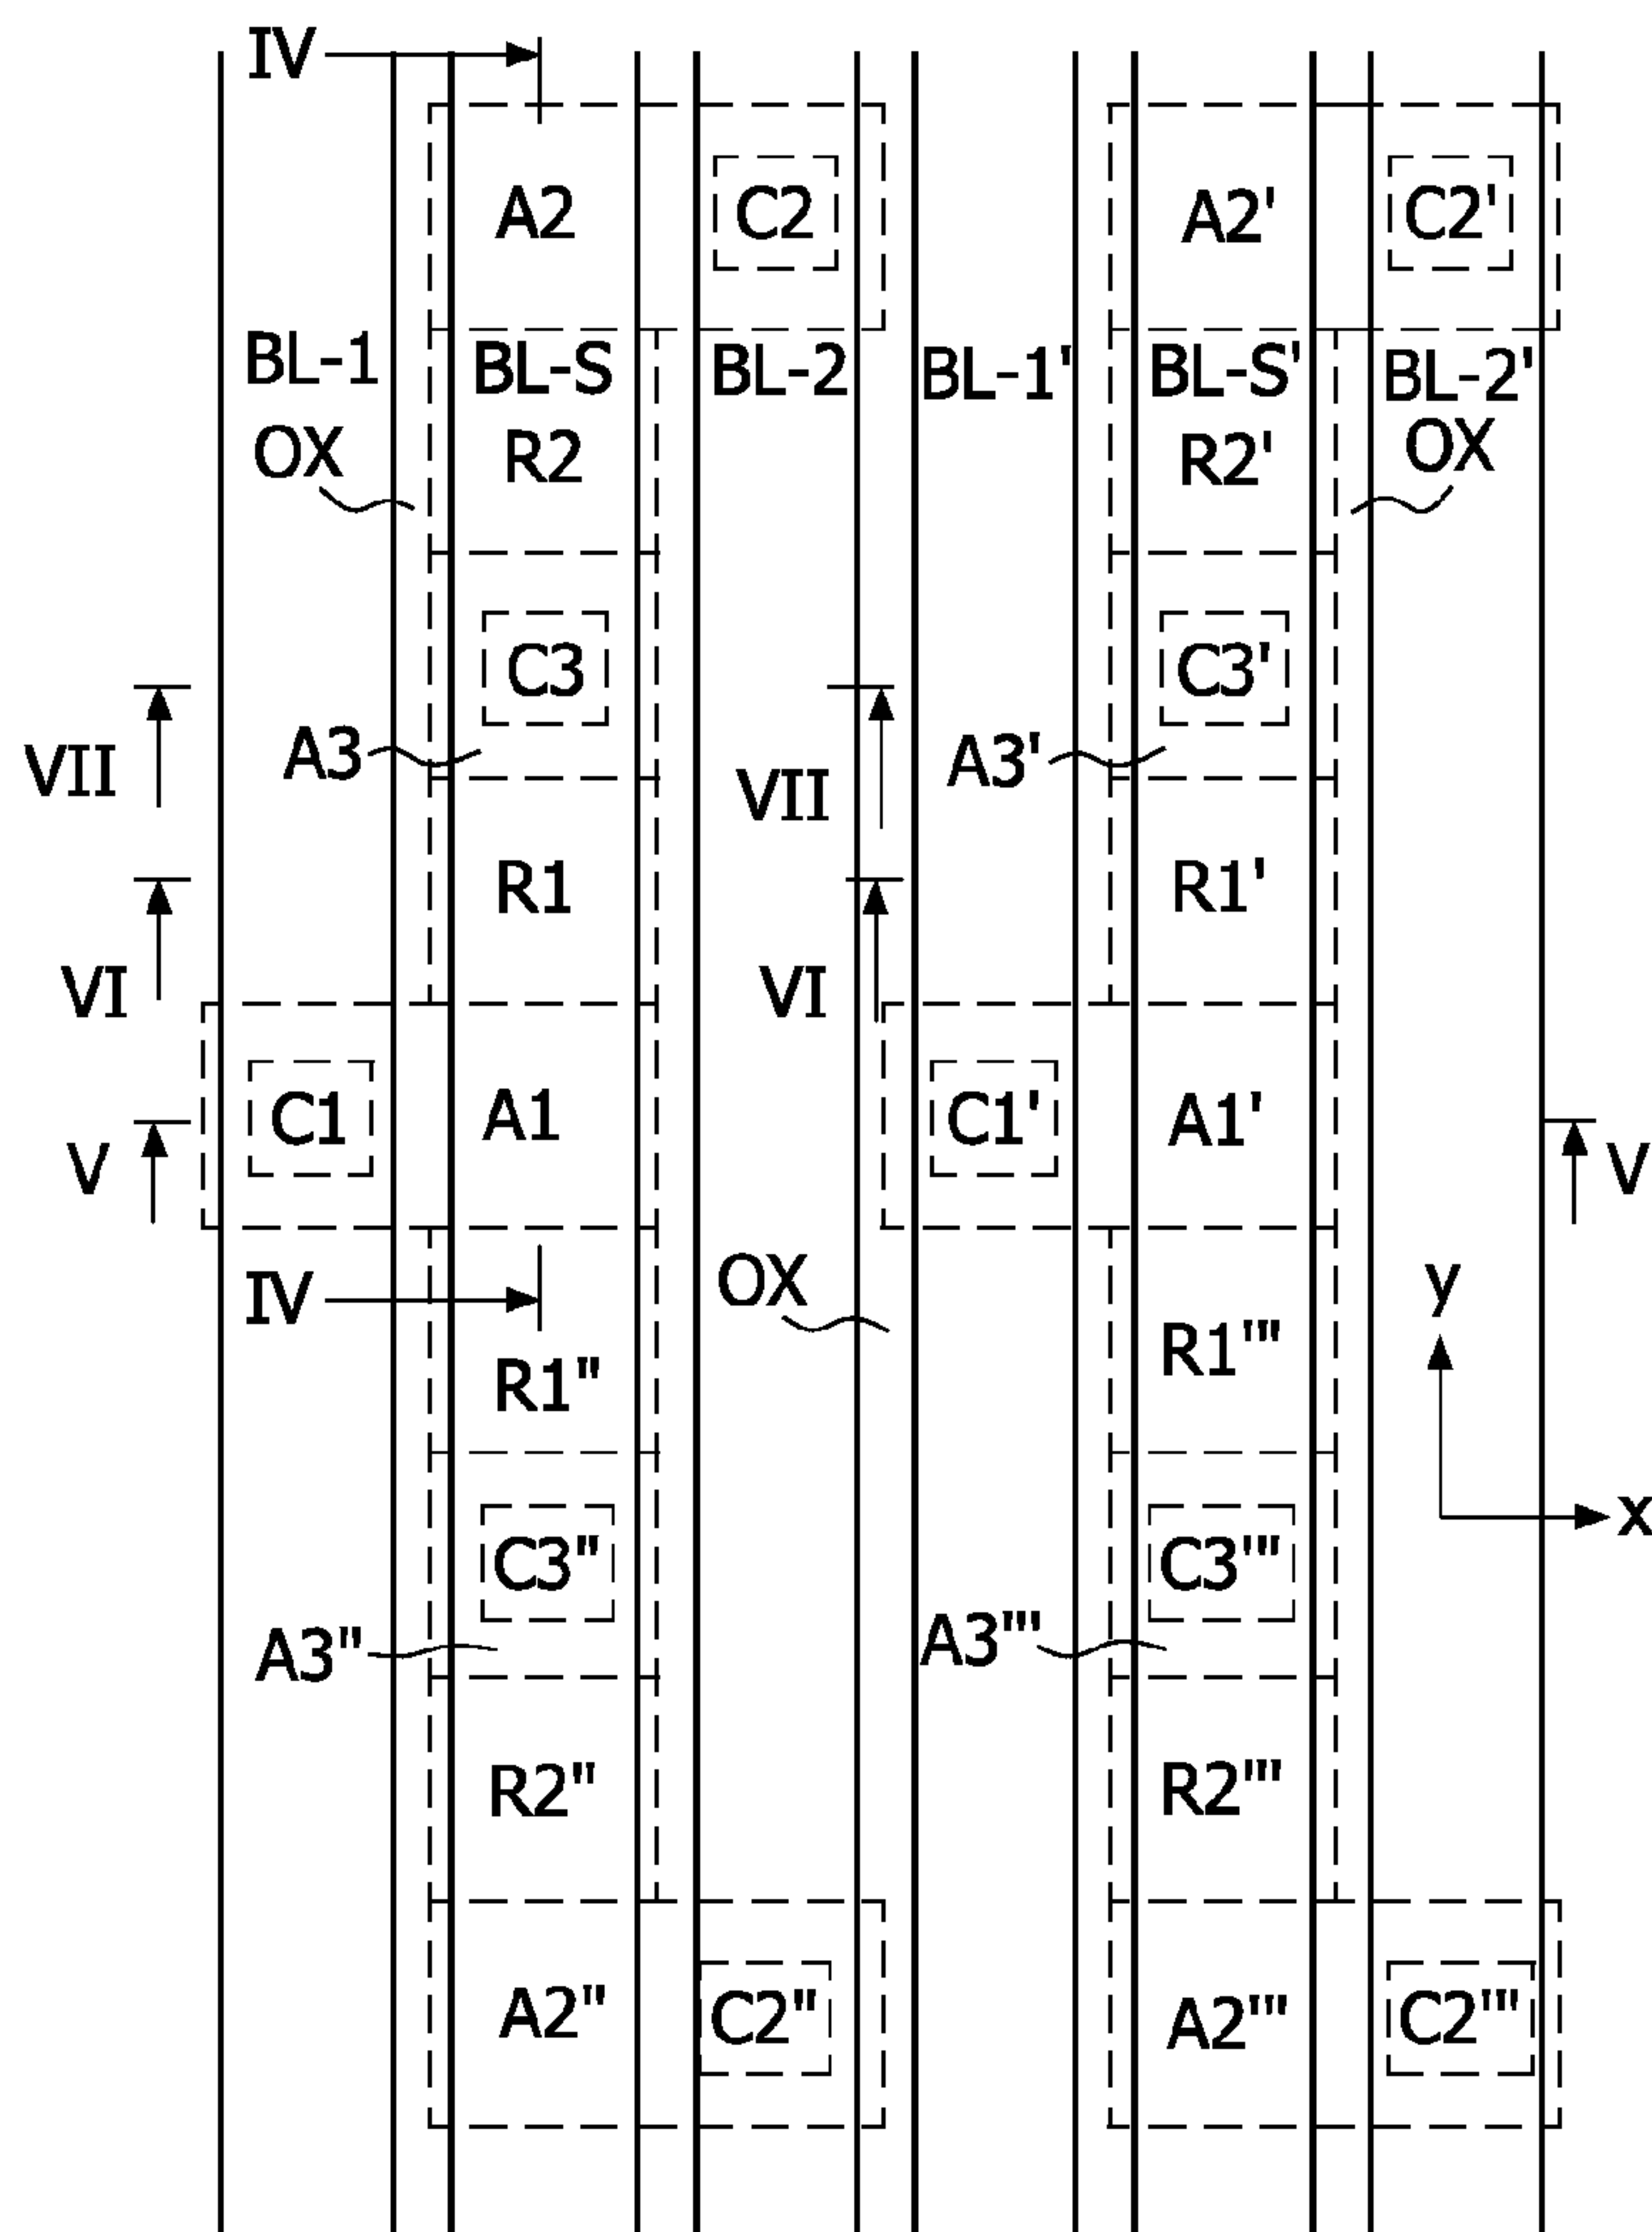 IV
A2 C2 A2' C2'
BL-1 BL-S BL-2 BL-1' BL-S' BL-2'
OX R2 R2' OX
C3 C3'
VII A3 VII A3'
R1 R1'
VI VI
C1 A1 C1' A1'
V V
IV OX y
R1" R1'"
x
C3" C3'"
A3" A3'"
R2" R2'"
A2" C2" A2'" C2'"